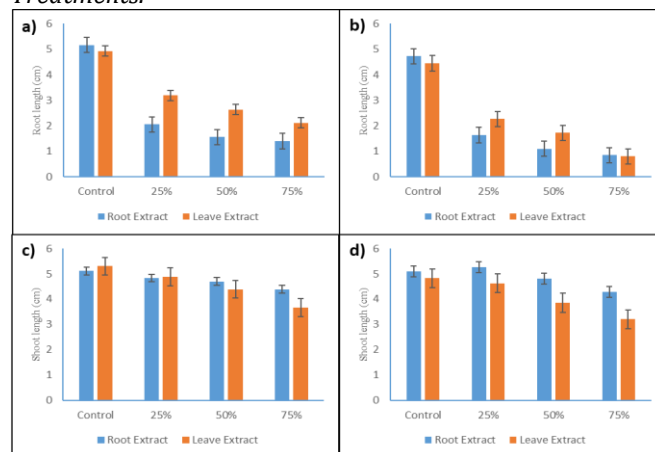 Treatments.
a)
Root length (cm)
6
5
4
3
2
1
0
Control 25% 50% 75%
Root Extract Leave Extract
b)
Root length (cm)
6
5
4
3
2
1
0
Control 25% 50% 75%
Root Extract Leave Extract
c)
Shoot length (cm)
6
5
4
3
2
1
0
Control 25% 50% 75%
Root Extract Leave Extract
d)
Shoot length (cm)
6
5
4
3
2
1
0
Control 25% 50% 75%
Root Extract Leave Extract